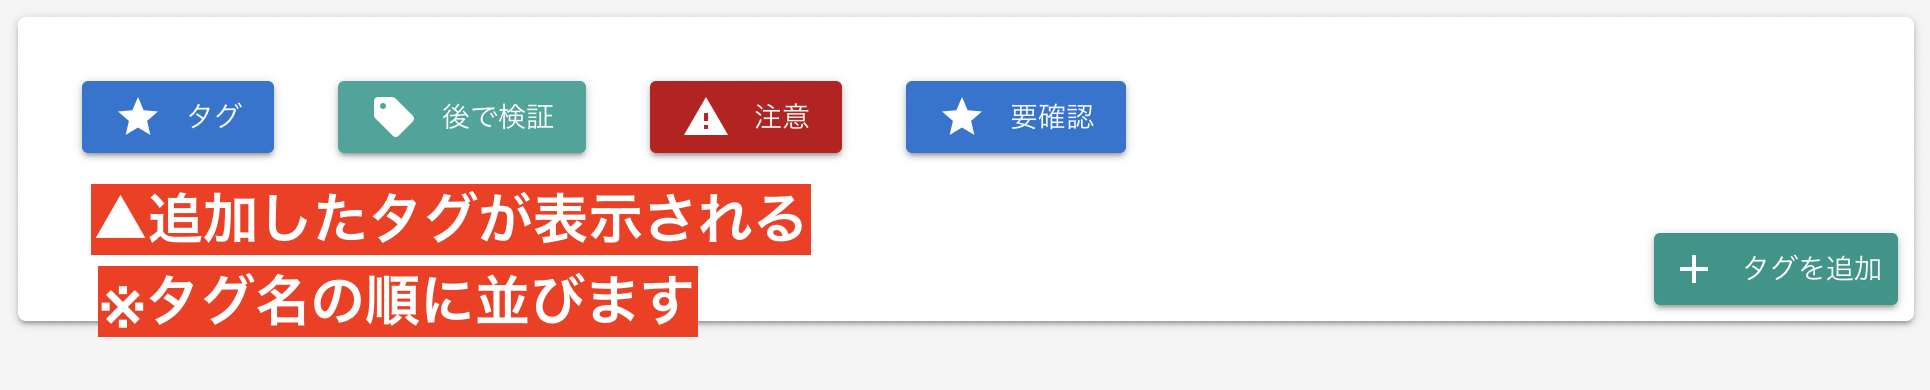 タグ
後で検証
注意
要確認
▲追加したタグが表示される
※タグ名の順に並びます
タグを追加